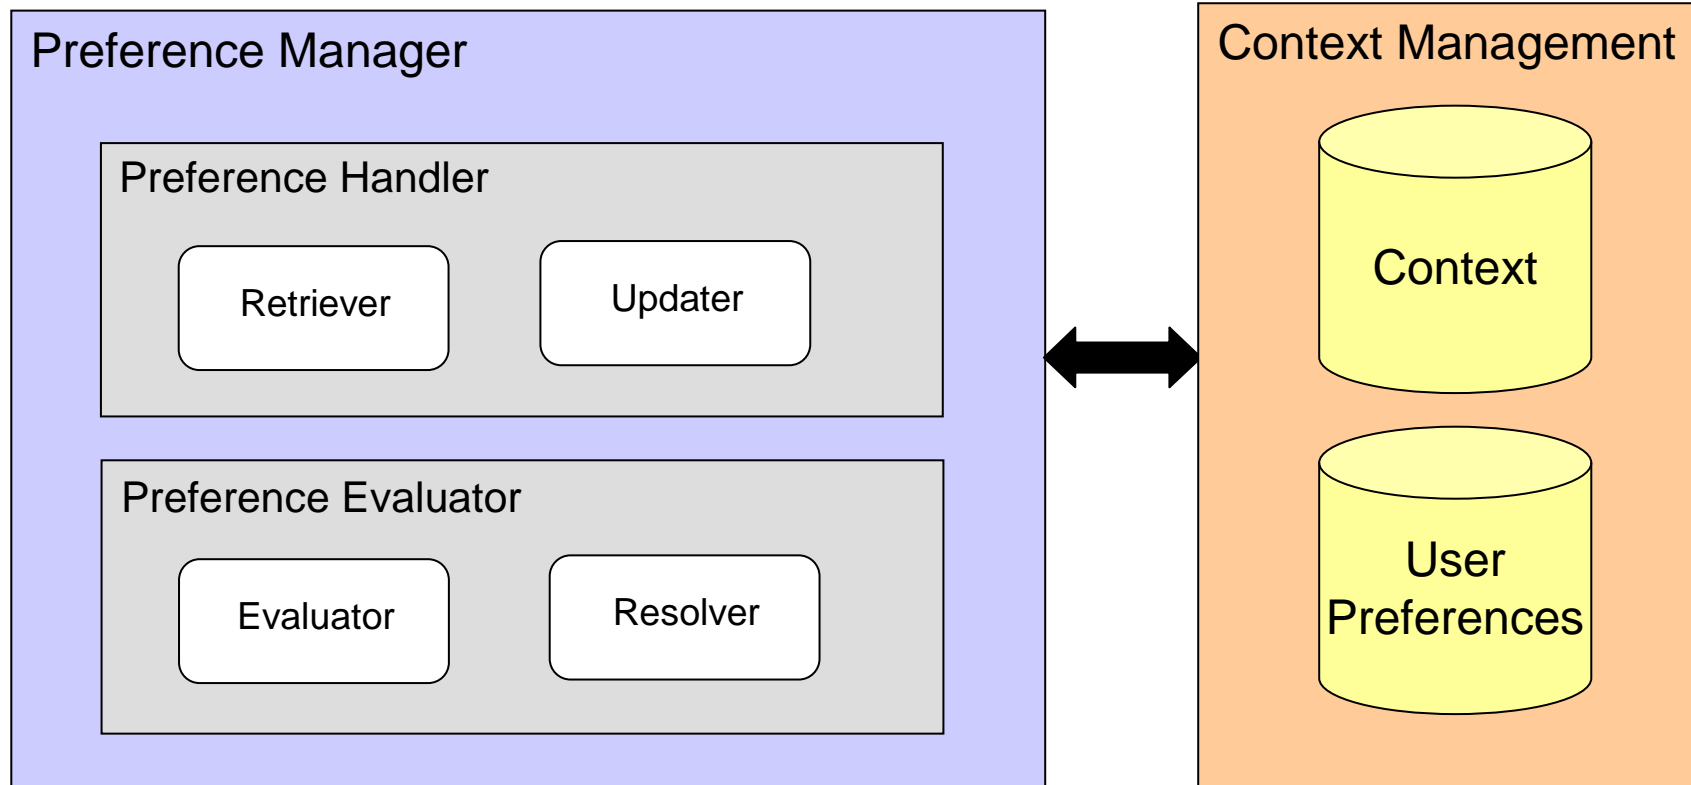 Preference Manager
Preference Handler
Retriever
Updater
Preference Evaluator
Evaluator
Resolver
Context Management
Context
User
Preferences